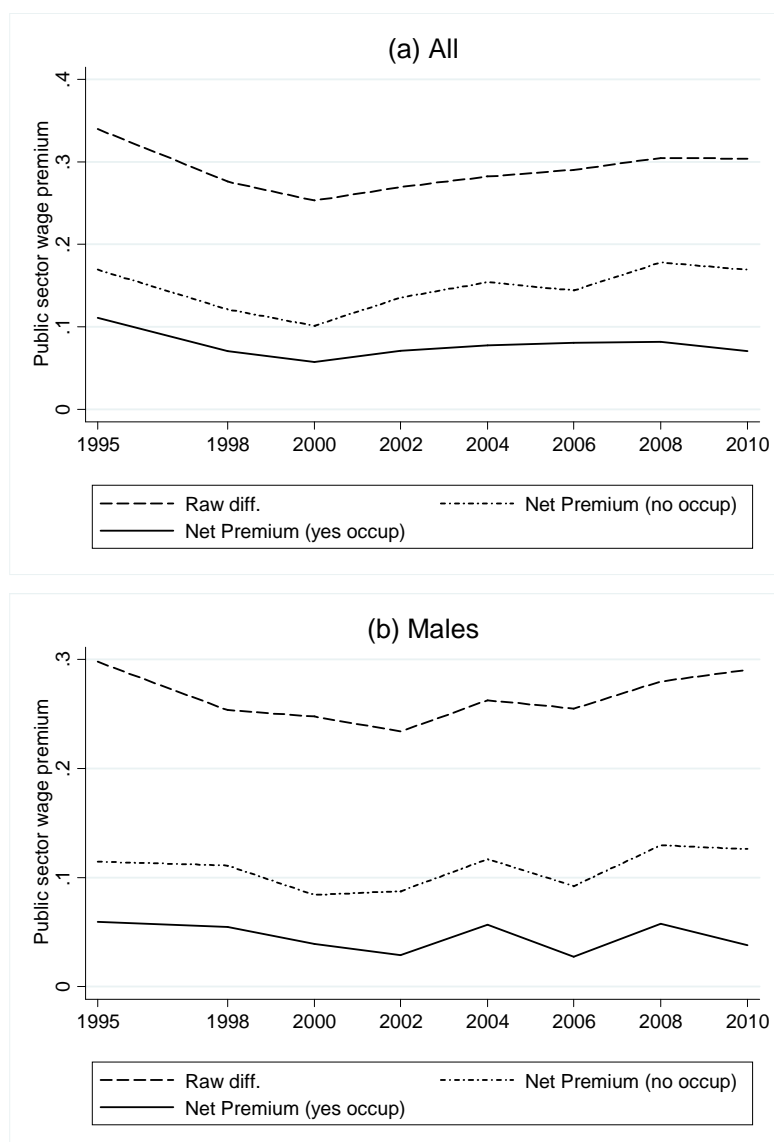 (a) All
Public sector wage premium
.4
.3
.2
.1
0
1995 1998 2000 2002 2004 2006 2008 2010
Raw diff. Net Premium (no occup)
Net Premium (yes occup)
(b) Males
Public sector wage premium
.3
.2
.1
0
1995 1998 2000 2002 2004 2006 2008 2010
Raw diff. Net Premium (no occup)
Net Premium (yes occup)